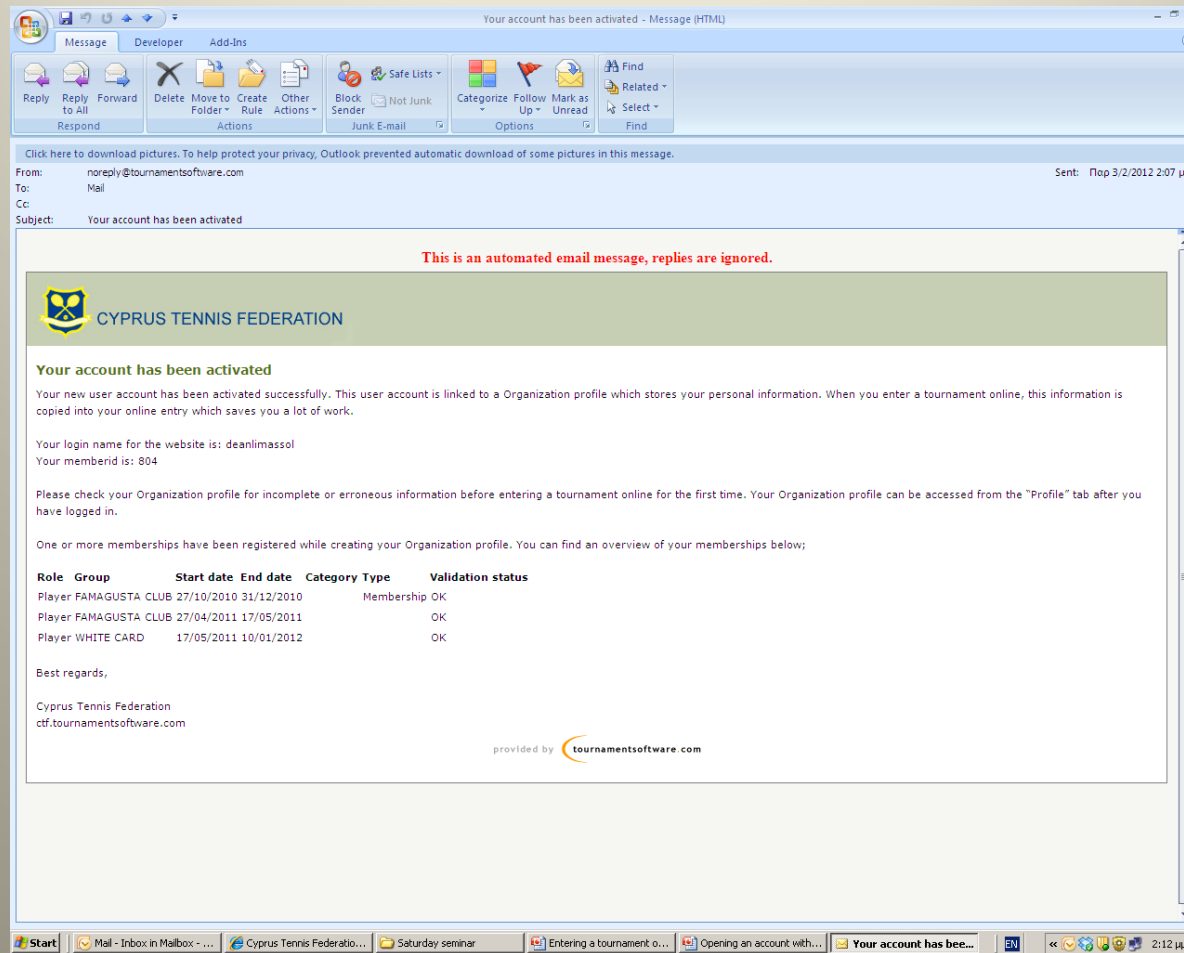 Your account has been activated - Message (HTML)
Message Developer Add-Ins
Reply Reply to All Forward Delete Move to Folder Create Rule Other Actions Block Sender Safe Lists Not Junk Categorize Follow Up Mark as Unread Find Related Select
Respond Actions Junk E-mail Options Find
Click here to download pictures. To help protect your privacy, Outlook prevented automatic download of some pictures in this message.
From: noreply@tournamentsoftware.com Sent: Παρ 3/2/2012 2:07 μ
To: Mail
Cc:
Subject: Your account has been activated
This is an automated email message, replies are ignored.
CYPRUS TENNIS FEDERATION
Your account has been activated
Your new user account has been activated successfully. This user account is linked to a Organization profile which stores your personal information. When you enter a tournament online, this information is
copied into your online entry which saves you a lot of work.
Your login name for the website is: deanlimassol
Your memberid is: 804
Please check your Organization profile for incomplete or erroneous information before entering a tournament online for the first time. Your Organization profile can be accessed from the "Profile" tab after you
have logged in.
One or more memberships have been registered while creating your Organization profile. You can find an overview of your memberships below;
Role Group Start date End date Category Type Validation status
Player FAMAGUSTA CLUB 27/10/2010 31/12/2010 Membership OK
Player FAMAGUSTA CLUB 27/04/2011 17/05/2011 OK
Player WHITE CARD 17/05/2011 10/01/2012 OK
Best regards,
Cyprus Tennis Federation
ctf.tournamentsoftware.com
provided by tournamentsoftware.com
Start Mail - Inbox in Mailbox - ... Cyprus Tennis Federatio... Saturday seminar Entering a tournament o... Opening an account with... Your account has bee... EN « 2:12 μμ